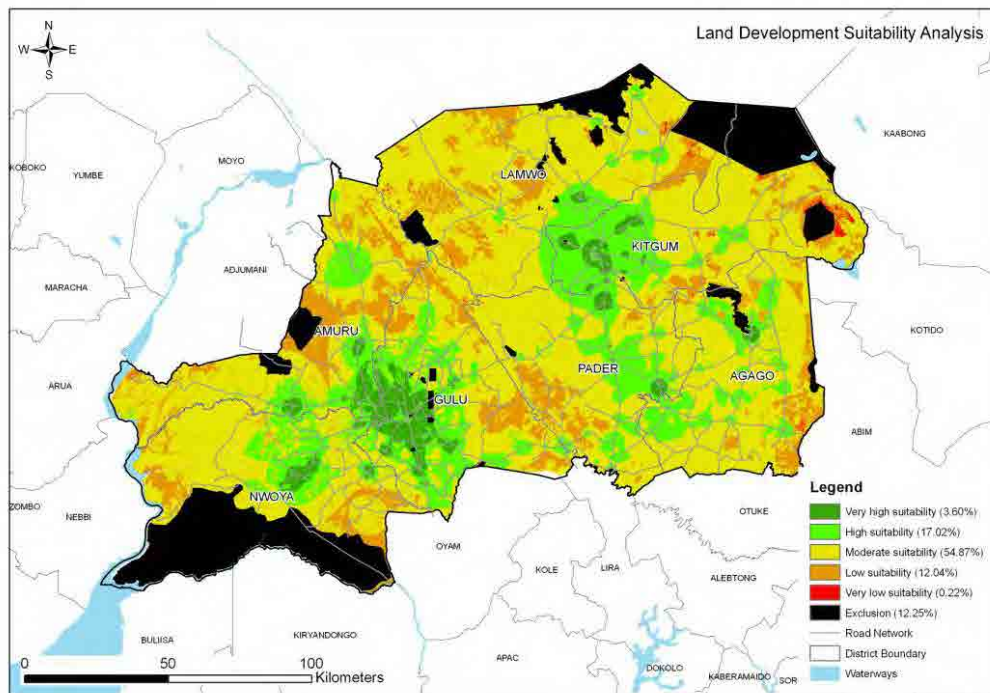 Land Development Suitability Analysis
N
W E
S
KAABONG
MOYO
KOBOKO
YUMBE
LAMWO
KITGUM
ADJUMANI
MARACHA
KOTIDO
AMURU
PADER
AGAGO
ARUA
GULU
ABIM
NWOYA
ZOMBO
NEBBI
OTUKE
OYAM
KOLE
LIRA
ALEBTONG
BULIISA
KIRYANDONGO
APAC
DOKOLO
KABERAMAIDO
SOR
Legend
Very high suitability (3.60%)
High suitability (17.02%)
Moderate suitability (54.87%)
Low suitability (12.04%)
Very low suitability (0.22%)
Exclusion (12.25%)
Road Network
District Boundary
Waterways
0 50 100
Kilometers